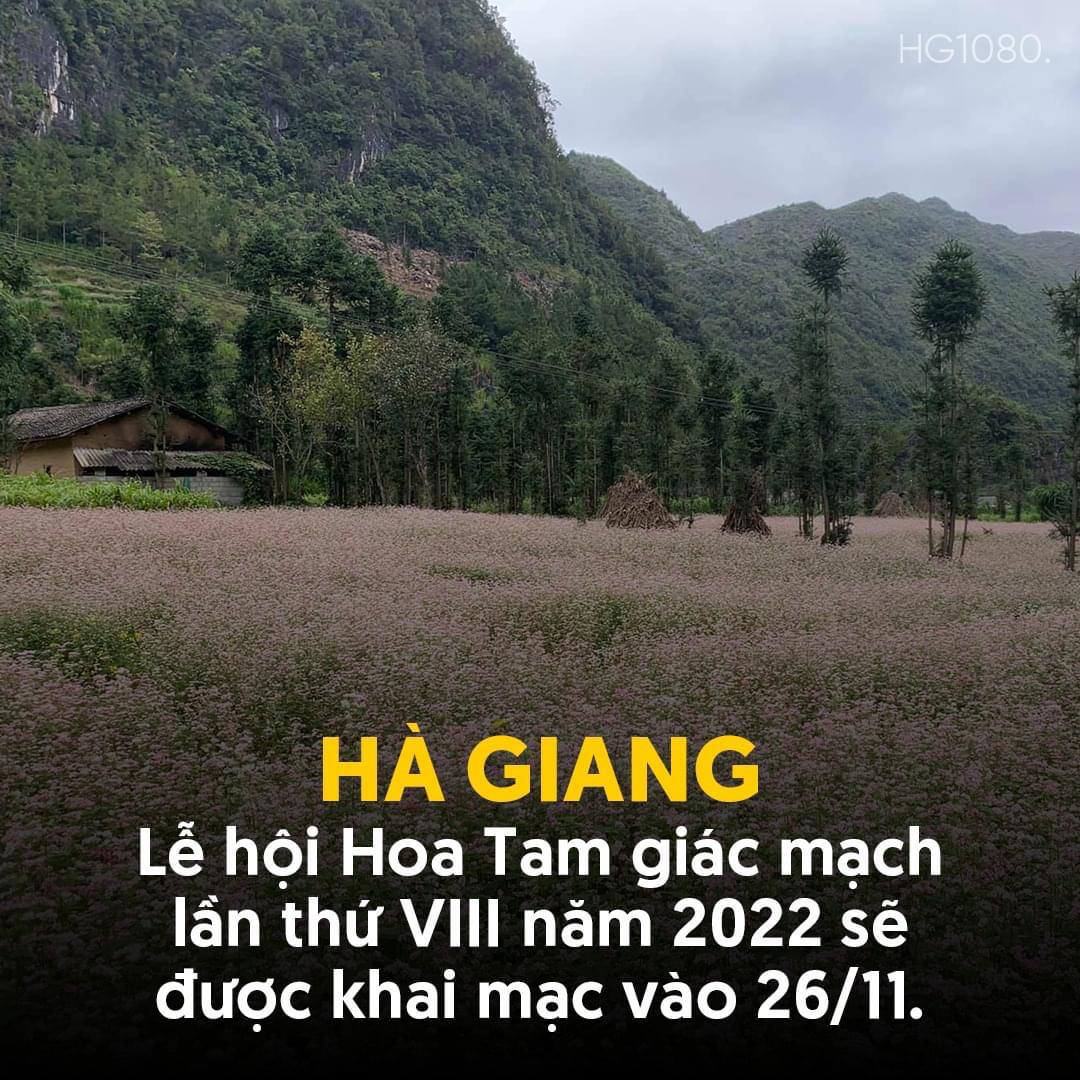 HG1080.
HÀ GIANG
Lễ hội Hoa Tam giác mạch
lần thứ VIII năm 2022 sẽ
được khai mạc vào 26/11.